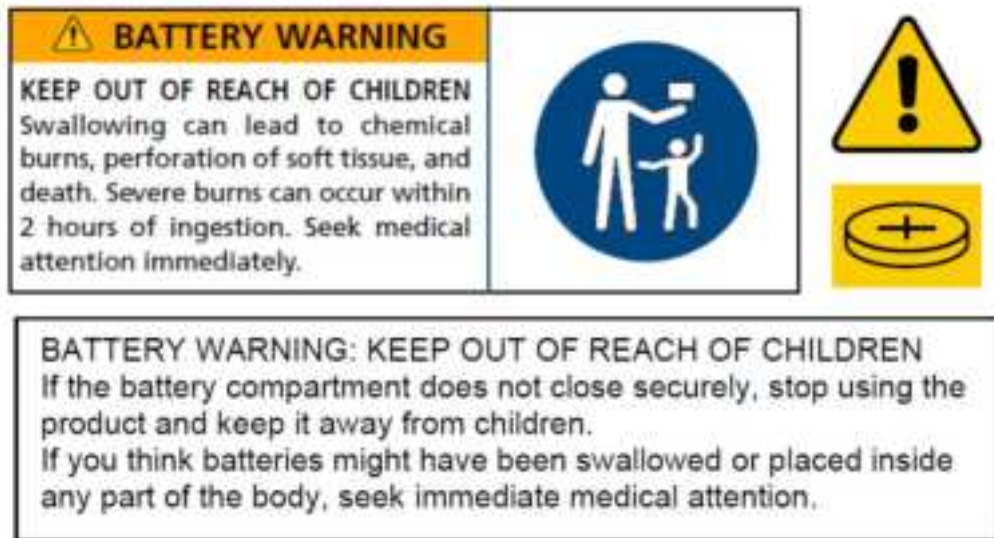 BATTERY WARNING
KEEP OUT OF REACH OF CHILDREN
Swallowing can lead to chemical
burns, perforation of soft tissue, and
death. Severe burns can occur within
2 hours of ingestion. Seek medical
attention immediately.
BATTERY WARNING: KEEP OUT OF REACH OF CHILDREN
If the battery compartment does not close securely, stop using the
product and keep it away from children.
If you think batteries might have been swallowed or placed inside
any part of the body, seek immediate medical attention.